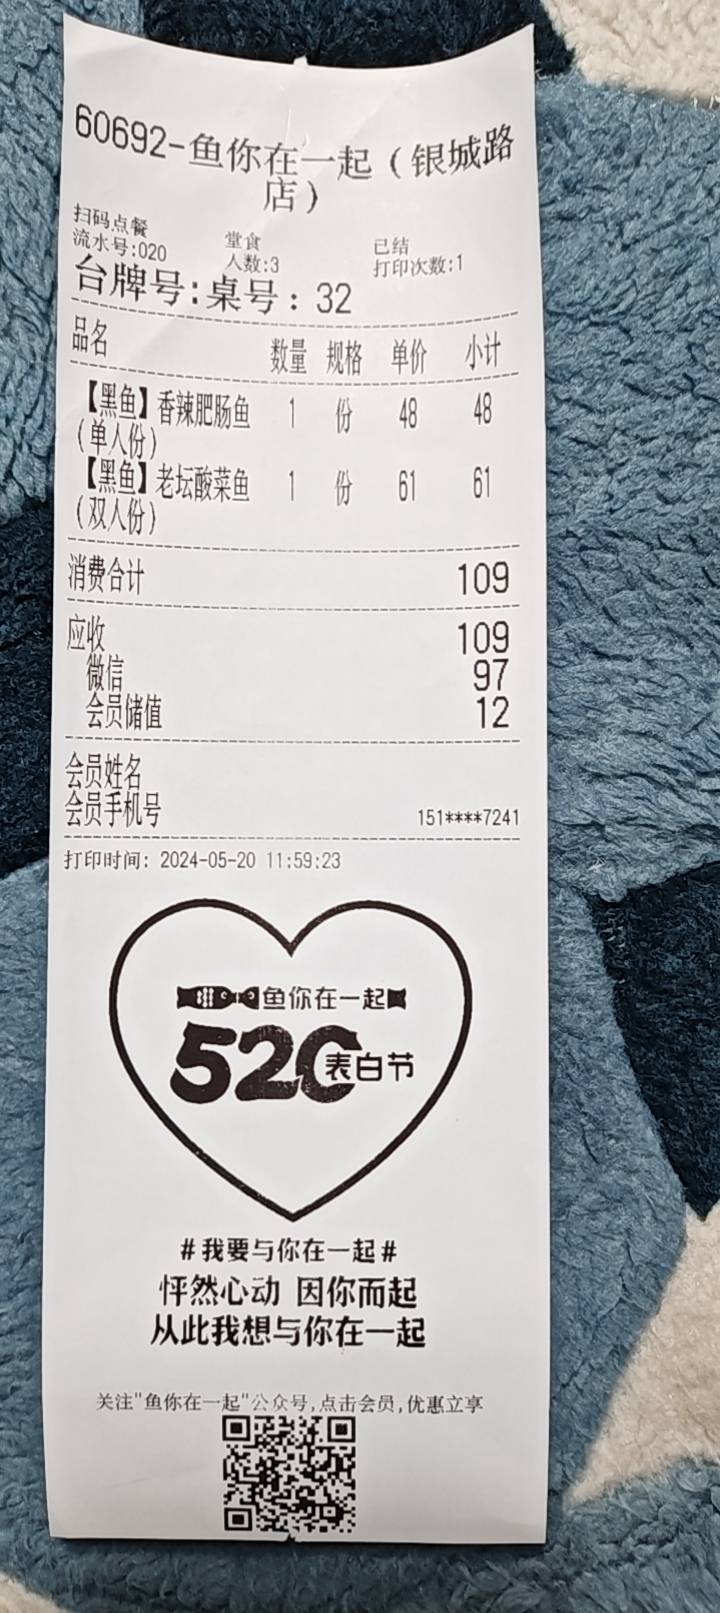 60692-鱼你在一起（银城路
店）
扫码点餐 堂食 已结
流水号:020 人数:3 打印次数:1
台牌号:桌号：32
品名 数量 规格 单价 小计
【黑鱼】香辣肥肠鱼 1 份 48 48
(单人份)
【黑鱼】老坛酸菜鱼 1 份 61 61
(双人份)
消费合计 109
应收 109
微信 97
会员储值 12
会员姓名
会员手机号 151****7241
打印时间: 2024-05-20 11:59:23
鱼你在一起
520表白节
#我要与你在一起#
怦然心动 因你而起
从此我想与你在一起
关注"鱼你在一起"公众号,点击会员,优惠立享